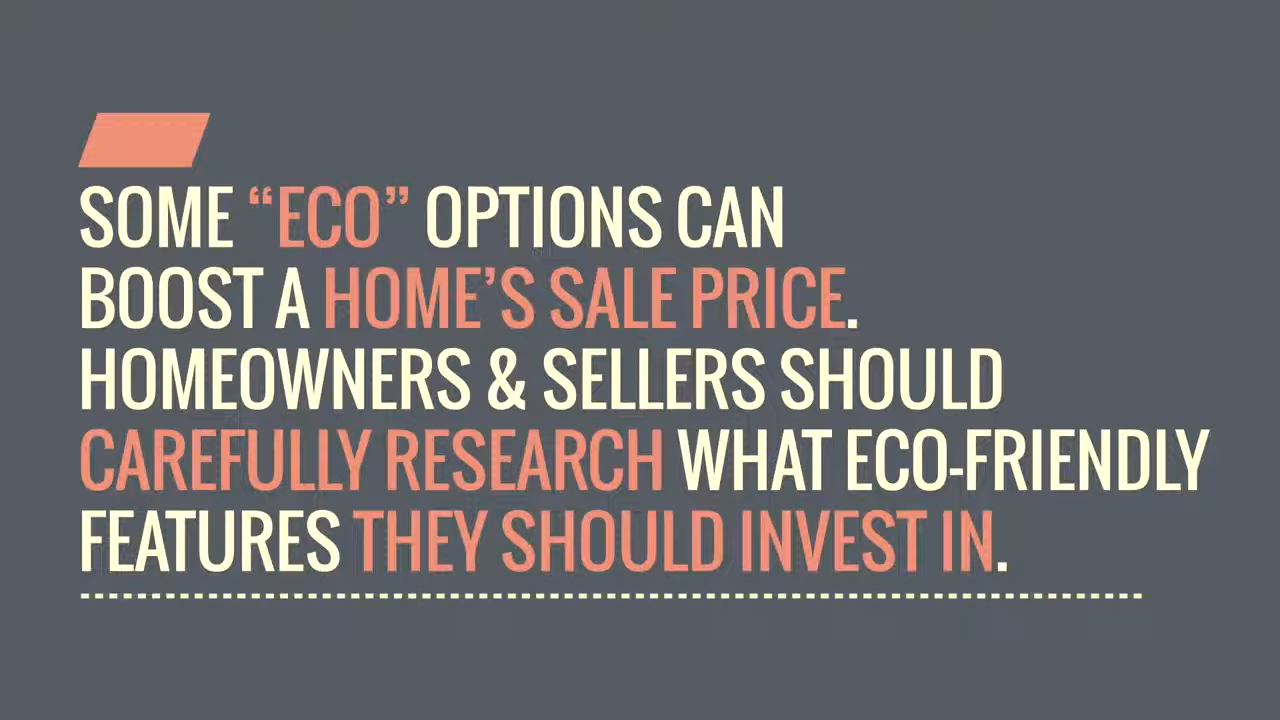 SOME “ECO” OPTIONS CAN
BOOST A HOME’S SALE PRICE.
HOMEOWNERS & SELLERS SHOULD
CAREFULLY RESEARCH WHAT ECO-FRIENDLY
FEATURES THEY SHOULD INVEST IN.